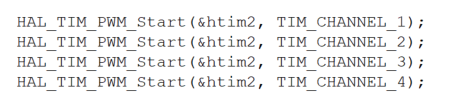 HAL_TIM_PWM_Start(&htim2, TIM_CHANNEL_1);
HAL_TIM_PWM_Start(&htim2, TIM_CHANNEL_2);
HAL_TIM_PWM_Start(&htim2, TIM_CHANNEL_3);
HAL_TIM_PWM_Start(&htim2, TIM_CHANNEL_4);